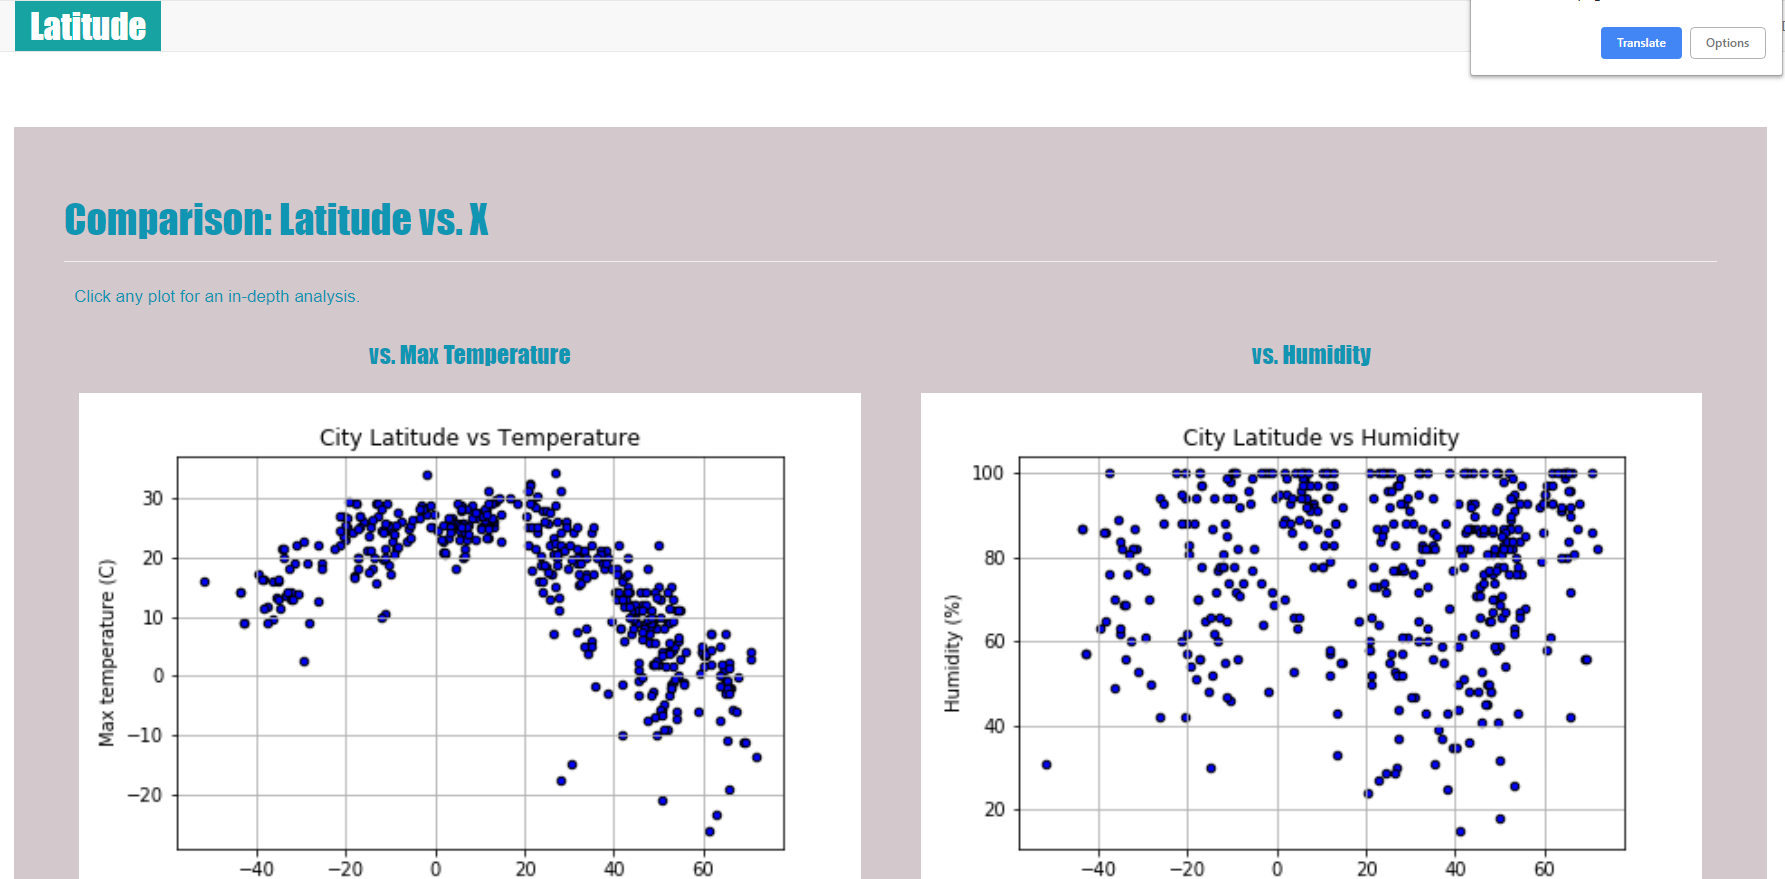 Latitude
Translate
Options
Comparison: Latitude vs. X
Click any plot for an in-depth analysis.
vs. Max Temperature
vs. Humidity
City Latitude vs Temperature
Max temperature (C)
30
20
10
0
−10
−20
−40
−20
0
20
40
60
City Latitude vs Humidity
Humidity (%)
100
80
60
40
20
−40
−20
0
20
40
60